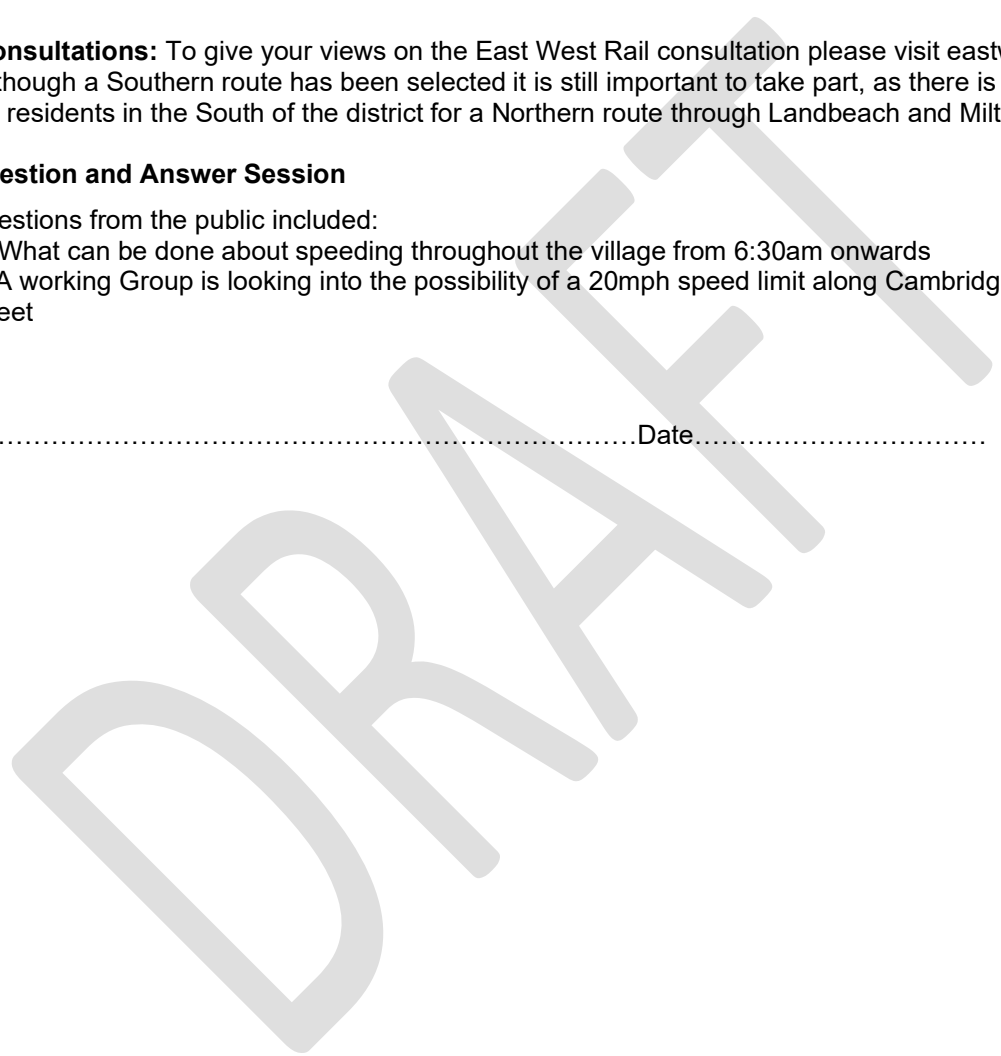 onsultations: To give your views on the East West Rail consultation please visit eastw
though a Southern route has been selected it is still important to take part, as there is
residents in the South of the district for a Northern route through Landbeach and Milt
estion and Answer Session
estions from the public included:
What can be done about speeding throughout the village from 6:30am onwards
A working Group is looking into the possibility of a 20mph speed limit along Cambridg
eet
………………………………………………………………Date……………………………
DRAFT